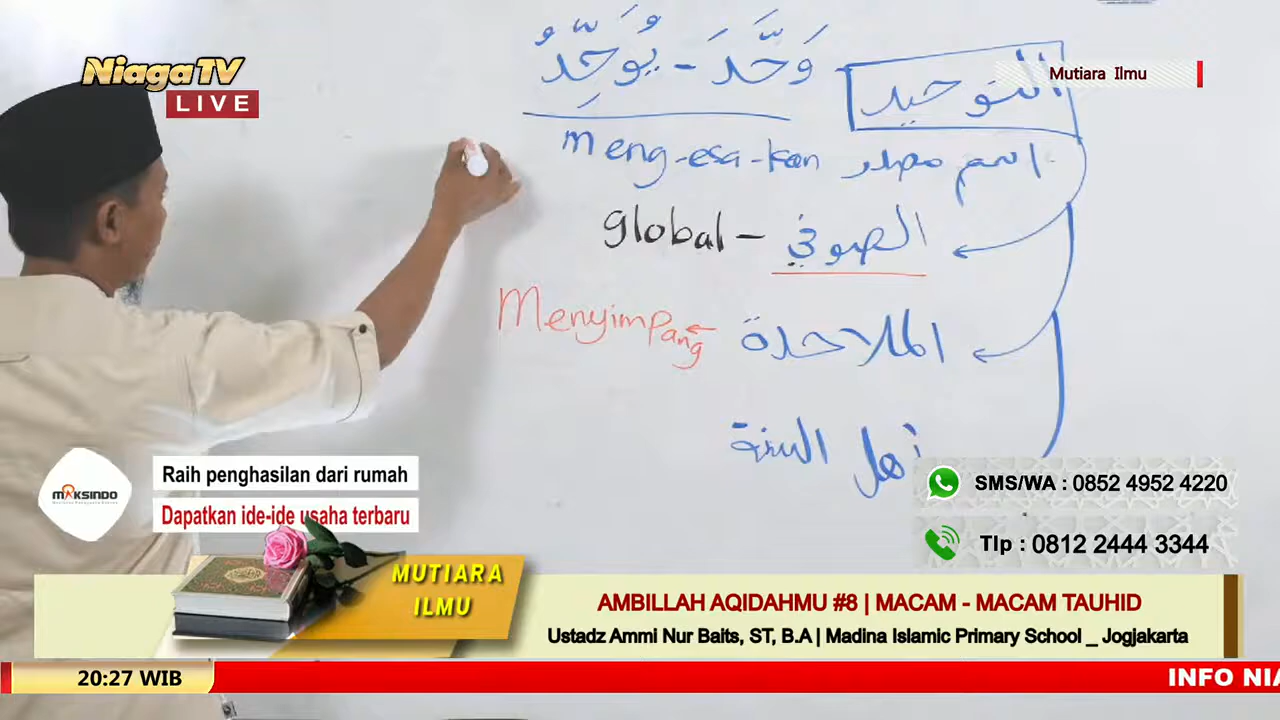 NiagaTV
LIVE
Mutiara Ilmu
التوحيد
وَحَّدَ - يُوَحِّدُ
اسم مصدر
meng-esa-kan
الصوفي - global
الملاحدة ← Menyimpang
أهل السنة
MAKSINDO
Raih penghasilan dari rumah
Dapatkan ide-ide usaha terbaru
SMS/WA : 0852 4952 4220
Tlp : 0812 2444 3344
MUTIARA
ILMU
AMBILLAH AQIDAHMU #8 | MACAM - MACAM TAUHID
Ustadz Ammi Nur Baits, ST, B.A | Madina Islamic Primary School _ Jogjakarta
20:27 WIB
INFO NIA